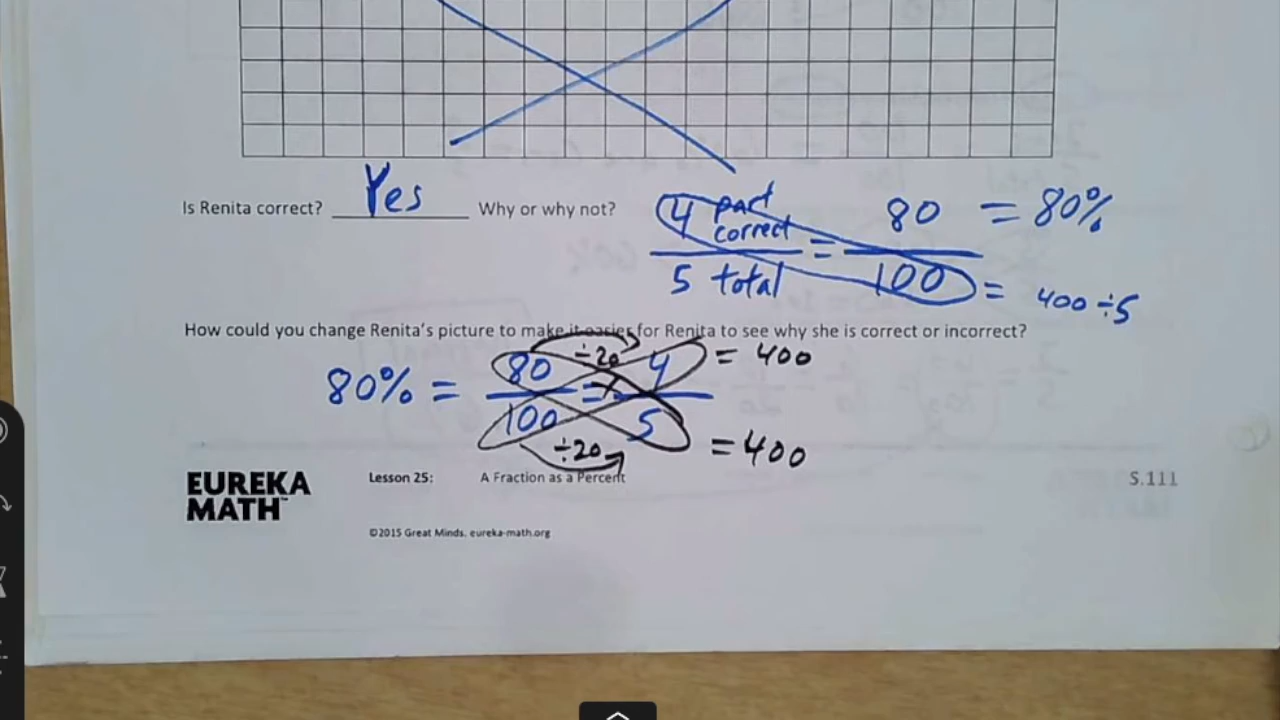 Is Renita correct? Yes Why or why not?
4 part correct / 5 total = 80 / 100 = 80%
= 400 ÷ 5
How could you change Renita's picture to make it easier for Renita to see why she is correct or incorrect?
÷20
80% = 80 / 100 = 4 / 5
= 400
= 400
÷20
EUREKA
MATH™
Lesson 25: A Fraction as a Percent
S.111
©2015 Great Minds. eureka-math.org